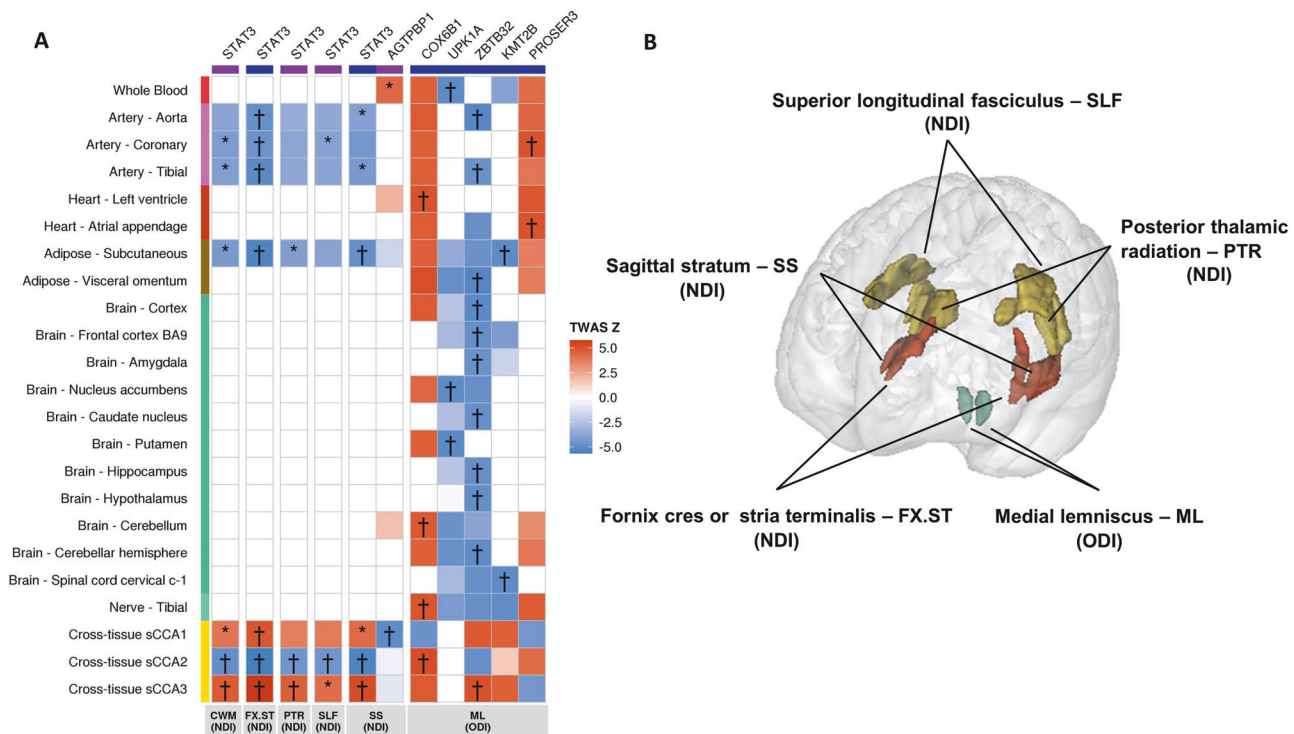 A
STAT3 STAT3 STAT3 STAT3 STAT3 AGTPBP1 COX6B1 UPK1A ZBTB32 KMT2B PROSER3
Whole Blood * †
Artery - Aorta † * †
Artery - Coronary * † * †
Artery - Tibial * † * †
Heart - Left ventricle †
Heart - Atrial appendage †
Adipose - Subcutaneous * † * † †
Adipose - Visceral omentum †
Brain - Cortex †
Brain - Frontal cortex BA9 †
Brain - Amygdala †
Brain - Nucleus accumbens †
Brain - Caudate nucleus †
Brain - Putamen †
Brain - Hippocampus †
Brain - Hypothalamus †
Brain - Cerebellum †
Brain - Cerebellar hemisphere †
Brain - Spinal cord cervical c-1 †
Nerve - Tibial †
Cross-tissue sCCA1 * † * †
Cross-tissue sCCA2 † † † † † †
Cross-tissue sCCA3 † † † * † †
CWM FX.ST PTR SLF SS ML
(NDI) (NDI) (NDI) (NDI) (NDI) (ODI)
TWAS Z
5.0
2.5
0.0
-2.5
-5.0
B
Superior longitudinal fasciculus – SLF
(NDI)
Posterior thalamic
radiation – PTR
(NDI)
Sagittal stratum – SS
(NDI)
Fornix cres or stria terminalis – FX.ST
(NDI)
Medial lemniscus – ML
(ODI)